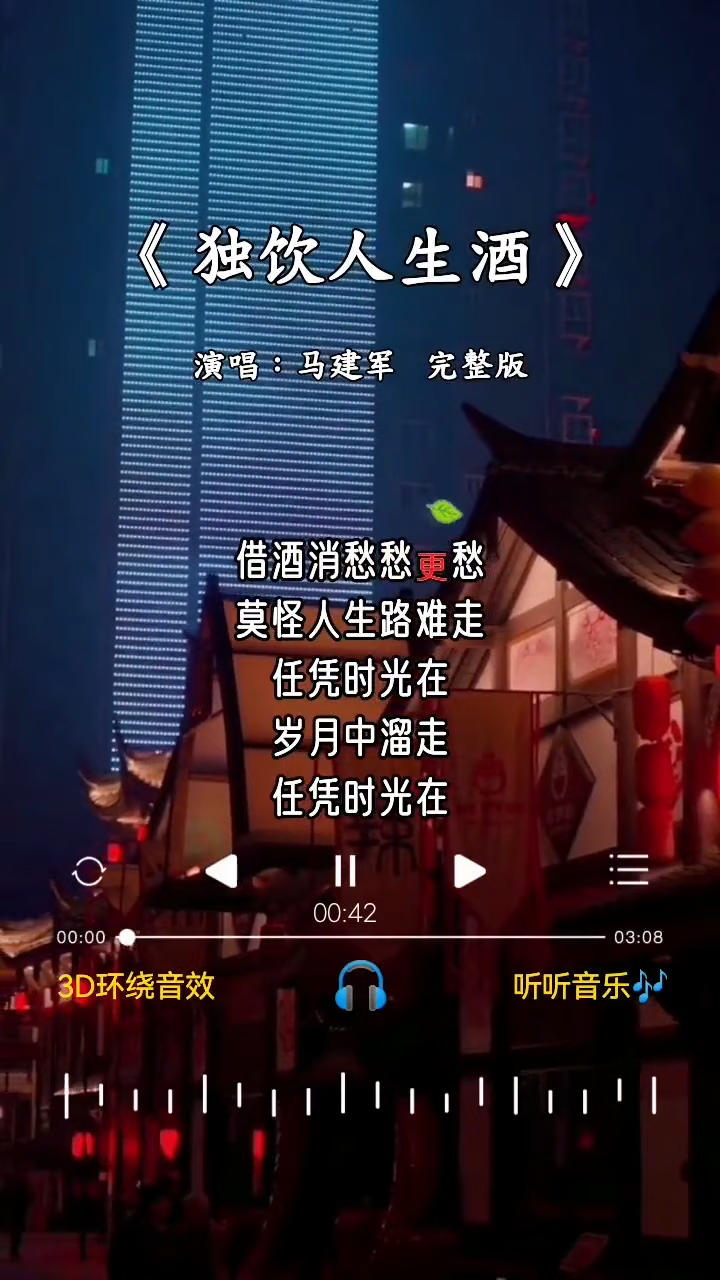 《独饮人生酒》
演唱：马建军 完整版
借酒消愁愁更愁
莫怪人生路难走
任凭时光在
岁月中溜走
任凭时光在
00:42
00:00 03:08
3D环绕音效 听听音乐